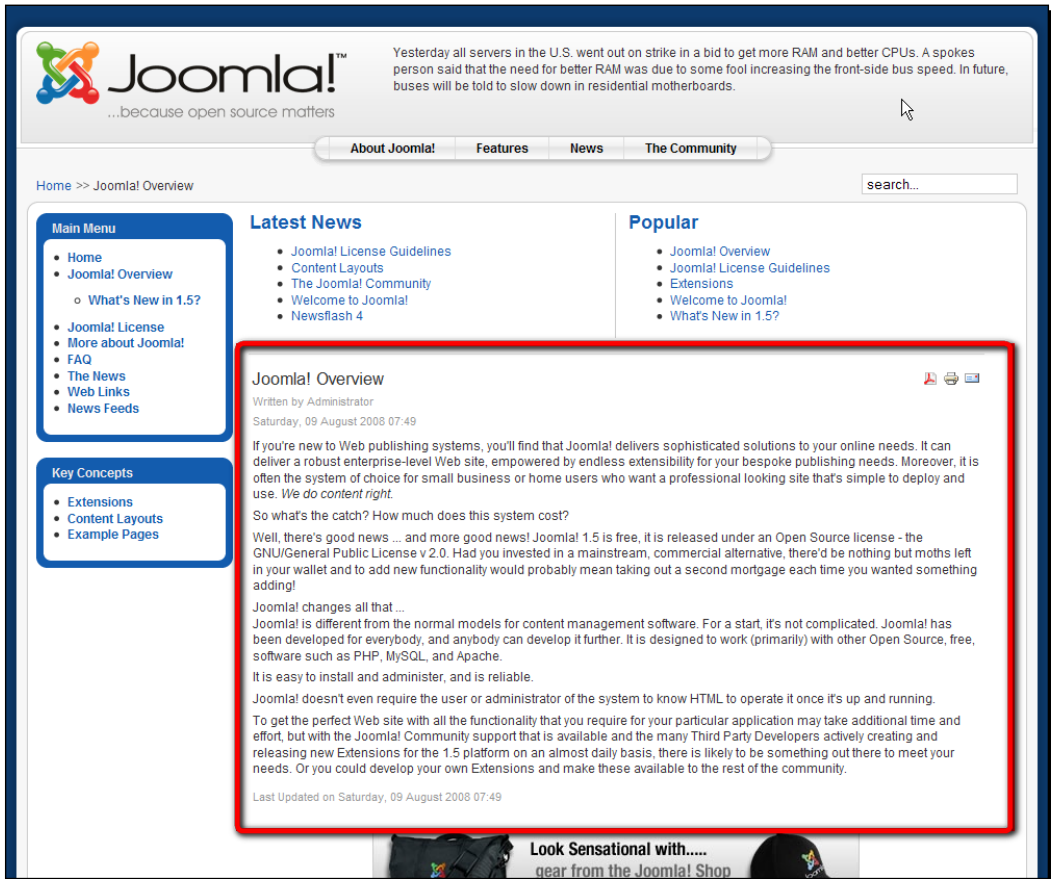 Joomla!™
...because open source matters
Yesterday all servers in the U.S. went out on strike in a bid to get more RAM and better CPUs. A spokes
person said that the need for better RAM was due to some fool increasing the front-side bus speed. In future,
buses will be told to slow down in residential motherboards.
About Joomla! Features News The Community
Home >> Joomla! Overview
search...
Main Menu
Home
Joomla! Overview
What's New in 1.5?
Joomla! License
More about Joomla!
FAQ
The News
Web Links
News Feeds
Key Concepts
Extensions
Content Layouts
Example Pages
Latest News
Joomla! License Guidelines
Content Layouts
The Joomla! Community
Welcome to Joomla!
Newsflash 4
Popular
Joomla! Overview
Joomla! License Guidelines
Extensions
Welcome to Joomla!
What's New in 1.5?
Joomla! Overview
Written by Administrator
Saturday, 09 August 2008 07:49
If you're new to Web publishing systems, you'll find that Joomla! delivers sophisticated solutions to your online needs. It can
deliver a robust enterprise-level Web site, empowered by endless extensibility for your bespoke publishing needs. Moreover, it is
often the system of choice for small business or home users who want a professional looking site that's simple to deploy and
use. We do content right.
So what's the catch? How much does this system cost?
Well, there's good news ... and more good news! Joomla! 1.5 is free, it is released under an Open Source license - the
GNU/General Public License v 2.0. Had you invested in a mainstream, commercial alternative, there'd be nothing but moths left
in your wallet and to add new functionality would probably mean taking out a second mortgage each time you wanted something
adding!
Joomla! changes all that ...
Joomla! is different from the normal models for content management software. For a start, it's not complicated. Joomla! has
been developed for everybody, and anybody can develop it further. It is designed to work (primarily) with other Open Source, free,
software such as PHP, MySQL, and Apache.
It is easy to install and administer, and is reliable.
Joomla! doesn't even require the user or administrator of the system to know HTML to operate it once it's up and running.
To get the perfect Web site with all the functionality that you require for your particular application may take additional time and
effort, but with the Joomla! Community support that is available and the many Third Party Developers actively creating and
releasing new Extensions for the 1.5 platform on an almost daily basis, there is likely to be something out there to meet your
needs. Or you could develop your own Extensions and make these available to the rest of the community.
Last Updated on Saturday, 09 August 2008 07:49
Look Sensational with.....
gear from the Joomla! Shop